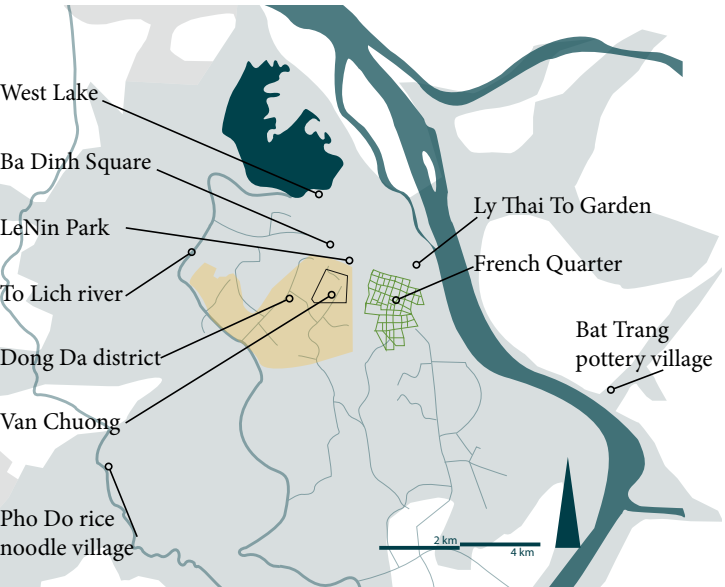 West Lake
Ba Dinh Square
LeNin Park
Ly Thai To Garden
French Quarter
To Lich river
Bat Trang
pottery village
Dong Da district
Van Chuong
Pho Do rice
noodle village
2 km
4 km